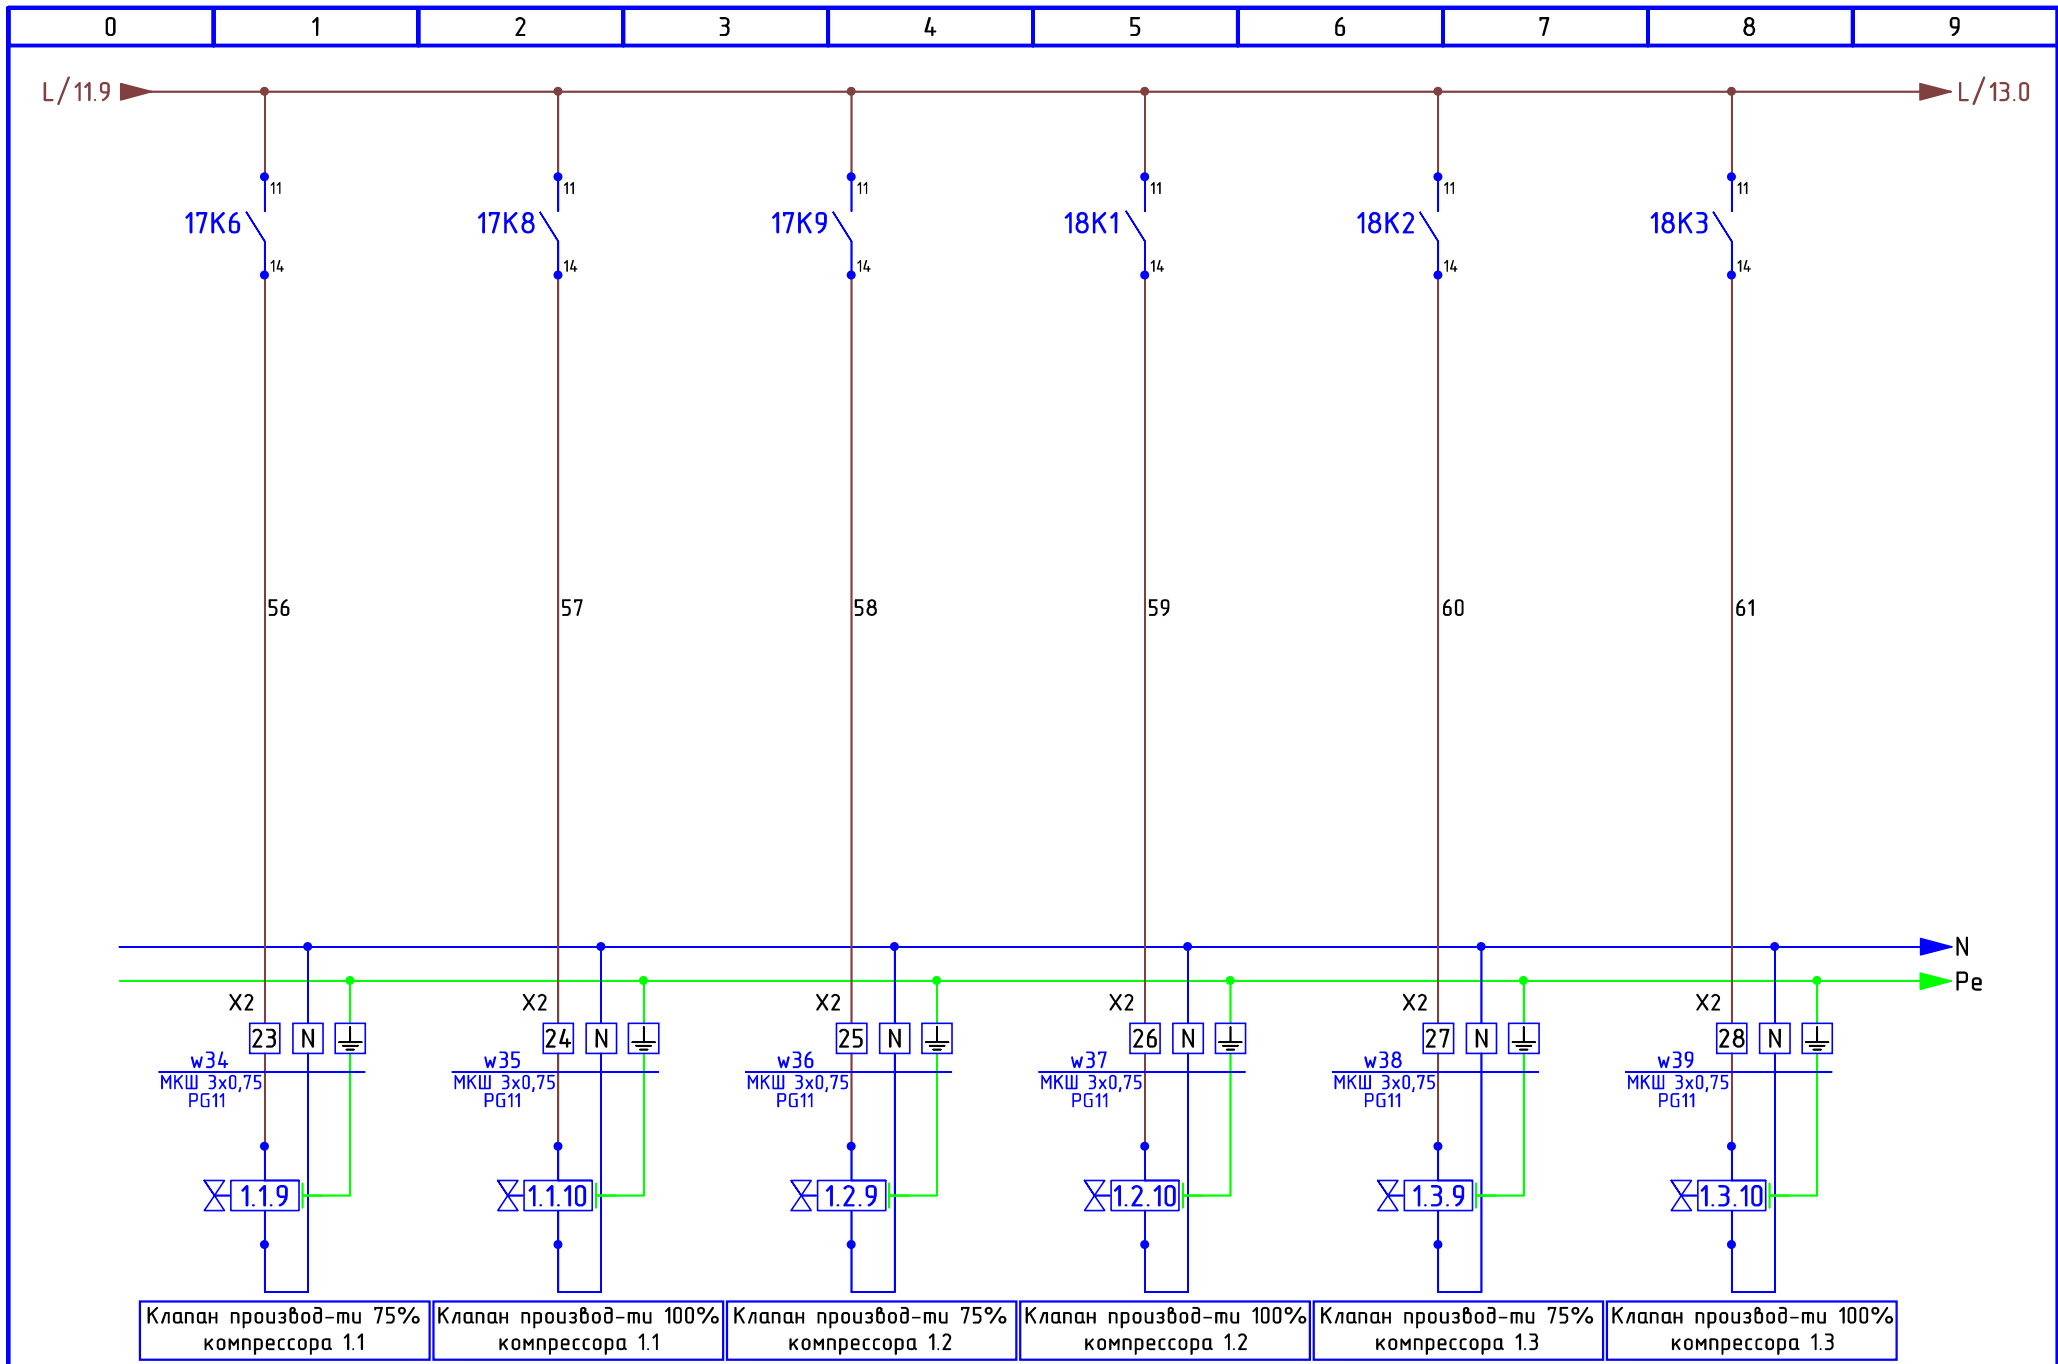 0 1 2 3 4 5 6 7 8 9
L/11.9 L/13.0
11 11 11 11 11 11
17K6 17K8 17K9 18K1 18K2 18K3
14 14 14 14 14 14
56 57 58 59 60 61
N
Pe
X2 X2 X2 X2 X2 X2
23 N 24 N 25 N 26 N 27 N 28 N
w34 w35 w36 w37 w38 w39
МКШ 3x0,75 МКШ 3x0,75 МКШ 3x0,75 МКШ 3x0,75 МКШ 3x0,75 МКШ 3x0,75
PG11 PG11 PG11 PG11 PG11 PG11
1.1.9 1.1.10 1.2.9 1.2.10 1.3.9 1.3.10
Клапан производ-ти 75%
компрессора 1.1
Клапан производ-ти 100%
компрессора 1.1
Клапан производ-ти 75%
компрессора 1.2
Клапан производ-ти 100%
компрессора 1.2
Клапан производ-ти 75%
компрессора 1.3
Клапан производ-ти 100%
компрессора 1.3